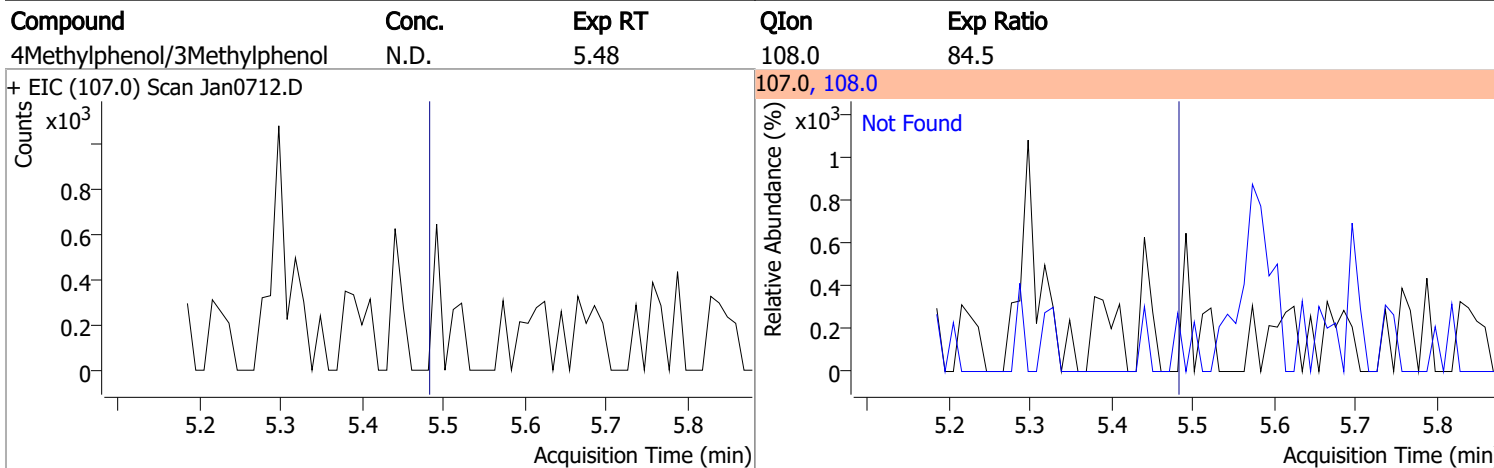 Compound Conc. Exp RT QIon Exp Ratio
4Methylphenol/3Methylphenol N.D. 5.48 108.0 84.5
+ EIC (107.0) Scan Jan0712.D
Counts
x10³
0.8
0.6
0.4
0.2
0
5.2 5.3 5.4 5.5 5.6 5.7 5.8
Acquisition Time (min)
107.0, 108.0
Relative Abundance (%)
x10³
Not Found
1
0.8
0.6
0.4
0.2
0
5.2 5.3 5.4 5.5 5.6 5.7 5.8
Acquisition Time (min